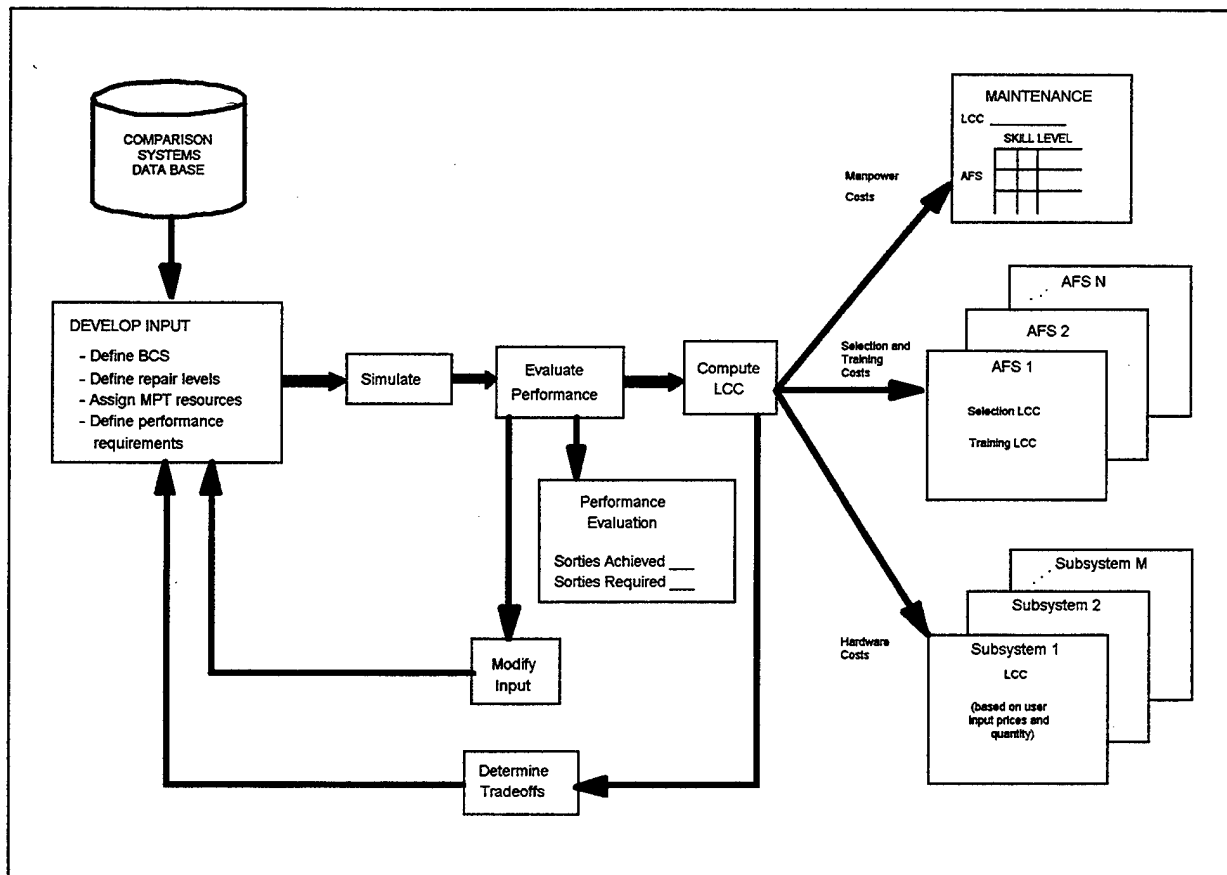 COMPARISON
SYSTEMS
DATA BASE
DEVELOP INPUT
- Define BCS
- Define repair levels
- Assign MPT resources
- Define performance
requirements
Simulate
Evaluate
Performance
Compute
LCC
Performance
Evaluation
Sorties Achieved ___
Sorties Required ___
Modify
Input
Determine
Tradeoffs
Manpower
Costs
MAINTENANCE
LCC ___________
SKILL LEVEL
AFS
Selection and
Training
Costs
..... AFS N
AFS 2
AFS 1
Selection LCC
Training LCC
Hardware
Costs
..... Subsystem M
Subsystem 2
Subsystem 1
LCC
(based on user
input prices and
quantity)